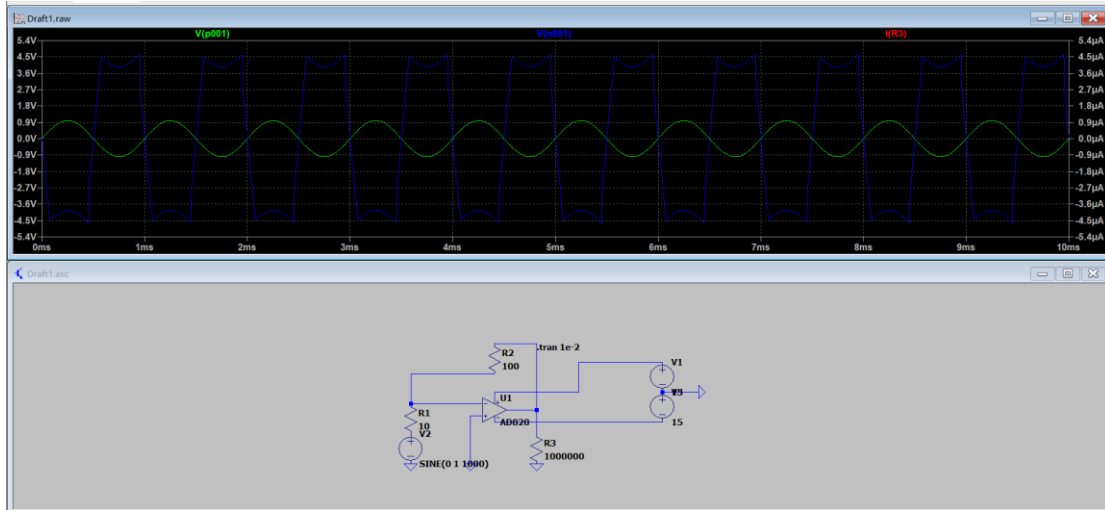 Draft1.raw
V(p001) V(n001) I(R3)
5.4V 5.4µA
4.5V 4.5µA
3.6V 3.6µA
2.7V 2.7µA
1.8V 1.8µA
0.9V 0.9µA
0.0V 0.0µA
-0.9V -0.9µA
-1.8V -1.8µA
-2.7V -2.7µA
-3.6V -3.6µA
-4.5V -4.5µA
-5.4V -5.4µA
0ms 1ms 2ms 3ms 4ms 5ms 6ms 7ms 8ms 9ms 10ms
Draft1.asc
R2 .tran 1e-2
100
V1
U1
R1
10
AD820
15
V2
R3
1000000
SINE(0 1 1000)